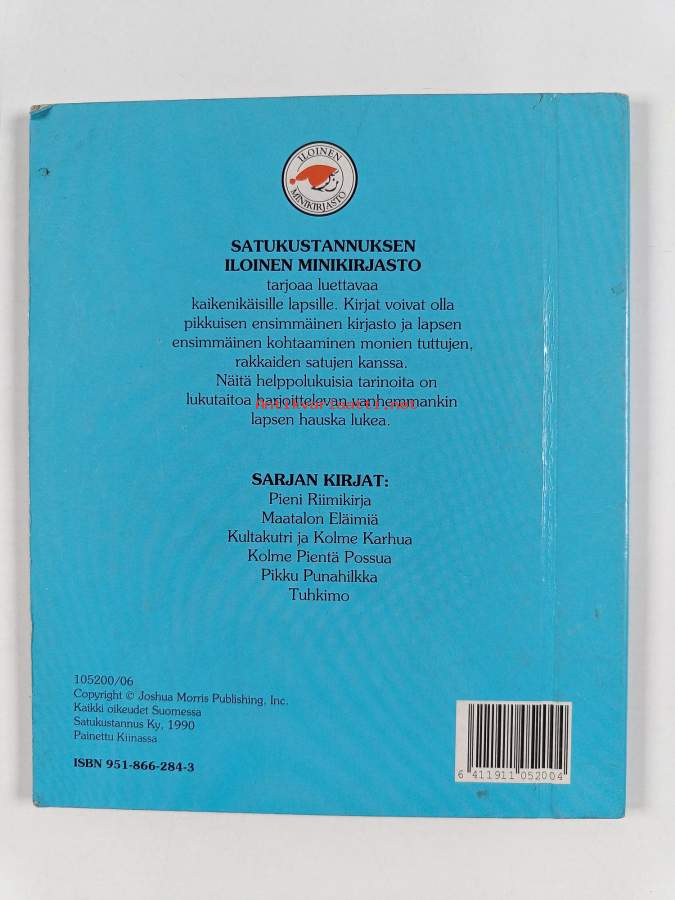 ILOINEN
MINIKIRJASTO
SATUKUSTANNUKSEN
ILOINEN MINIKIRJASTO
tarjoaa luettavaa
kaikenikäisille lapsille. Kirjat voivat olla
pikkuisen ensimmäinen kirjasto ja lapsen
ensimmäinen kohtaaminen monien tuttujen,
rakkaiden satujen kanssa.
Näitä helppolukuisia tarinoita on
lukutaitoa harjoittelevan vanhemmankin
Antikvariaatti.net
lapsen hauska lukea.
SARJAN KIRJAT:
Pieni Riimikirja
Maatalon Eläimiä
Kultakutri ja Kolme Karhua
Kolme Pientä Possua
Pikku Punahilkka
Tuhkimo
105200/06
Copyright © Joshua Morris Publishing, Inc.
Kaikki oikeudet Suomessa
Satukustannus Ky, 1990
Painettu Kiinassa
ISBN 951-866-284-3
6 411911 052004